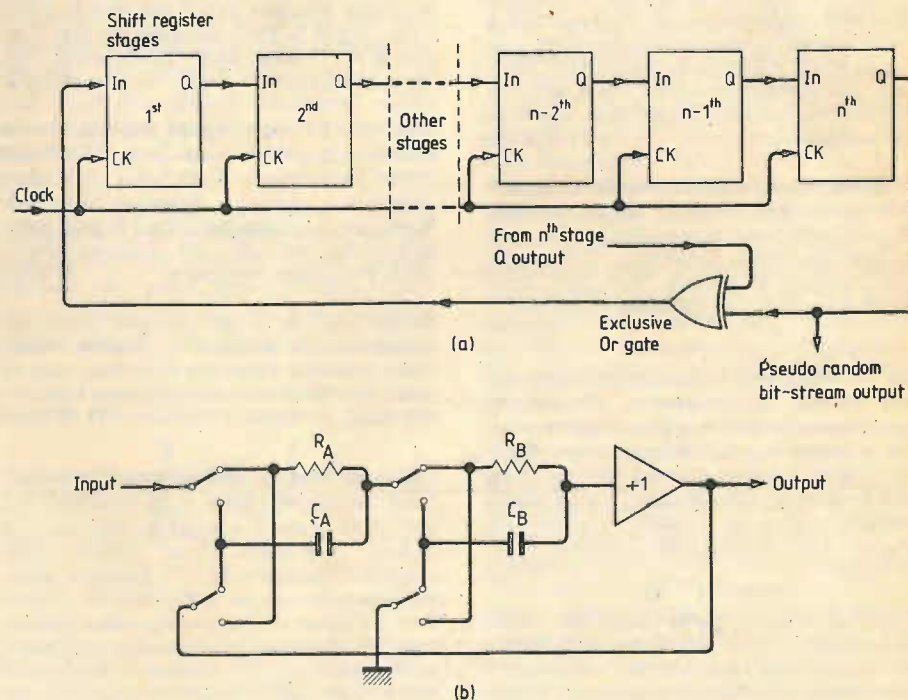 Shift register
stages
In Q
1st
CK
In Q
2nd
CK
Other
stages
In Q
n-2th
CK
In Q
n-1th
CK
In
nth
CK
Clock
From nth stage
Q output
Exclusive
Or gate
(a)
Pseudo random
bit-stream output
Input
RA
CA
RB
CB
+1
Output
(b)